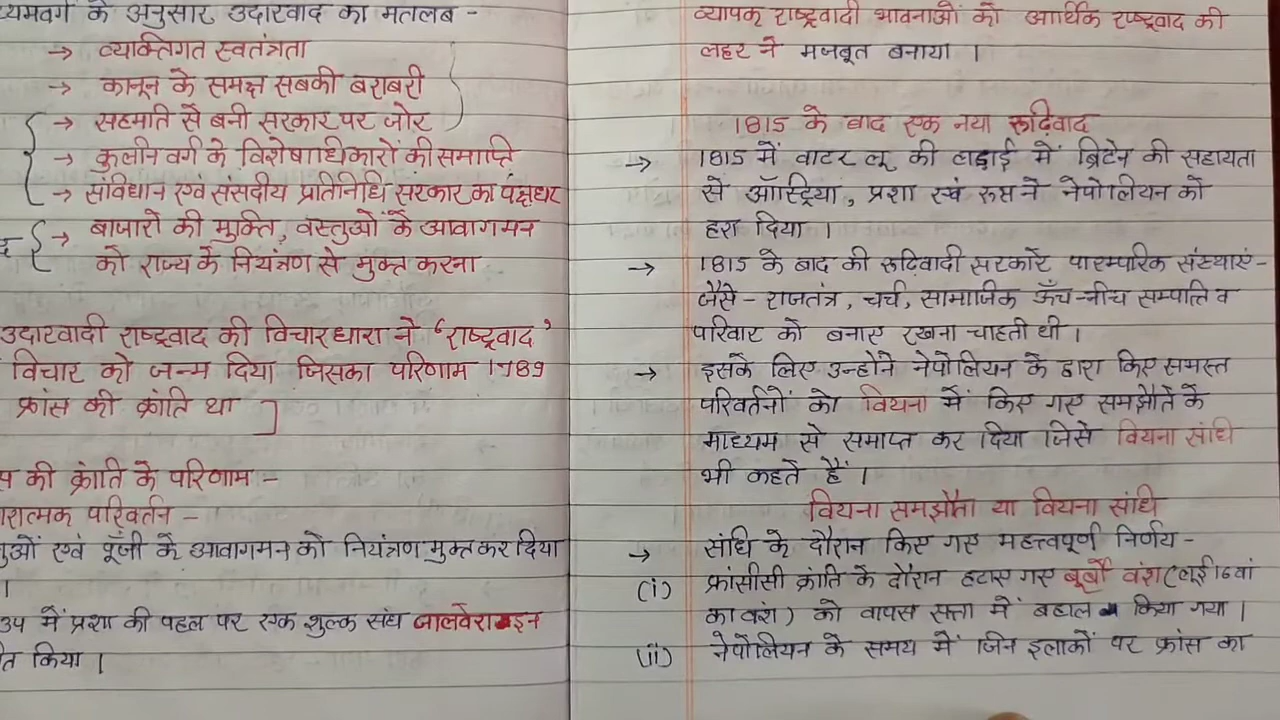 के अनुसार उदारवाद का मतलब -
→ व्यक्तिगत स्वतंत्रता
→ कानून के समक्ष सबकी बराबरी
→ सहमति से बनी सरकार पर जोर
→ कुलीन वर्ग के विशेषाधिकारों की समाप्ति
→ संविधान एवं संसदीय प्रतिनिधि सरकार का पक्षधर
→ बाजारों की मुक्ति, वस्तुओं के आवागमन
को राज्य के नियंत्रण से मुक्त करना
उदारवादी राष्ट्रवाद की विचारधारा ने 'राष्ट्रवाद'
विचार को जन्म दिया जिसका परिणाम 1789
फ्रांस की क्रांति था
की क्रांति के परिणाम :-
परिवर्तन -
एवं पूँजी के आवागमन को नियंत्रण मुक्त कर दिया
।
में प्रशा की पहल पर एक शुल्क संघ जालवेराइन
किया ।
व्यापक राष्ट्रवादी भावनाओं को आर्थिक राष्ट्रवाद की
लहर ने मजबूत बनाया ।
1815 के बाद एक नया रूढ़िवाद
→ 1815 में वाटर लू की लड़ाई में ब्रिटेन की सहायता
से ऑस्ट्रिया, प्रशा एवं रूस ने नेपोलियन को
हरा दिया ।
→ 1815 के बाद की रूढ़िवादी सरकारें पारम्परिक संस्थाएं-
जैसे - राजतंत्र, चर्च, सामाजिक ऊँच-नीच सम्पत्ति व
परिवार को बनाए रखना चाहती थी ।
→ इसके लिए उन्होंने नेपोलियन के द्वारा किए समस्त
परिवर्तनों को वियना में किए गए समझौते के
माध्यम से समाप्त कर दिया जिसे वियना संधि
भी कहते हैं ।
वियना समझौता या वियना संधि
→ संधि के दौरान किए गए महत्त्वपूर्ण निर्णय -
(i) फ्रांसीसी क्रांति के दौरान हटाए गए बूर्बों वंश (लुई 16वां
का वंश) को वापस सत्ता में बहाल किया गया ।
(ii) नेपोलियन के समय में जिन इलाकों पर फ्रांस का